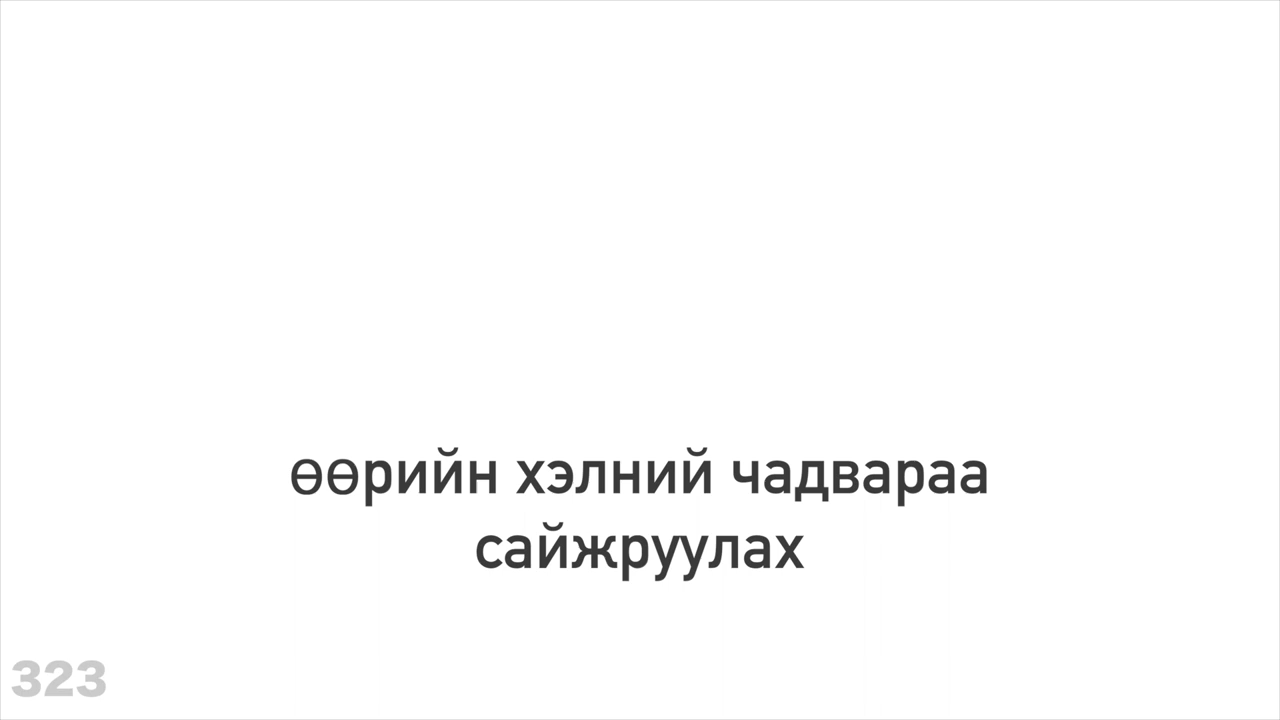 өөрийн хэлний чадвараа
сайжруулах
323